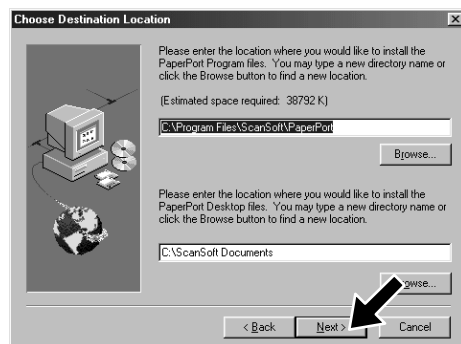 Choose Destination Location
Please enter the location where you would like to install the
PaperPort Program files. You may type a new directory name or
click the Browse button to find a new location.
(Estimated space required: 38792 K)
C:\Program Files\ScanSoft\PaperPort
Browse...
Please enter the location where you would like to install the
PaperPort Desktop files. You may type a new directory name or
click the Browse button to find a new location.
C:\ScanSoft Documents
owse...
< Back Next > Cancel